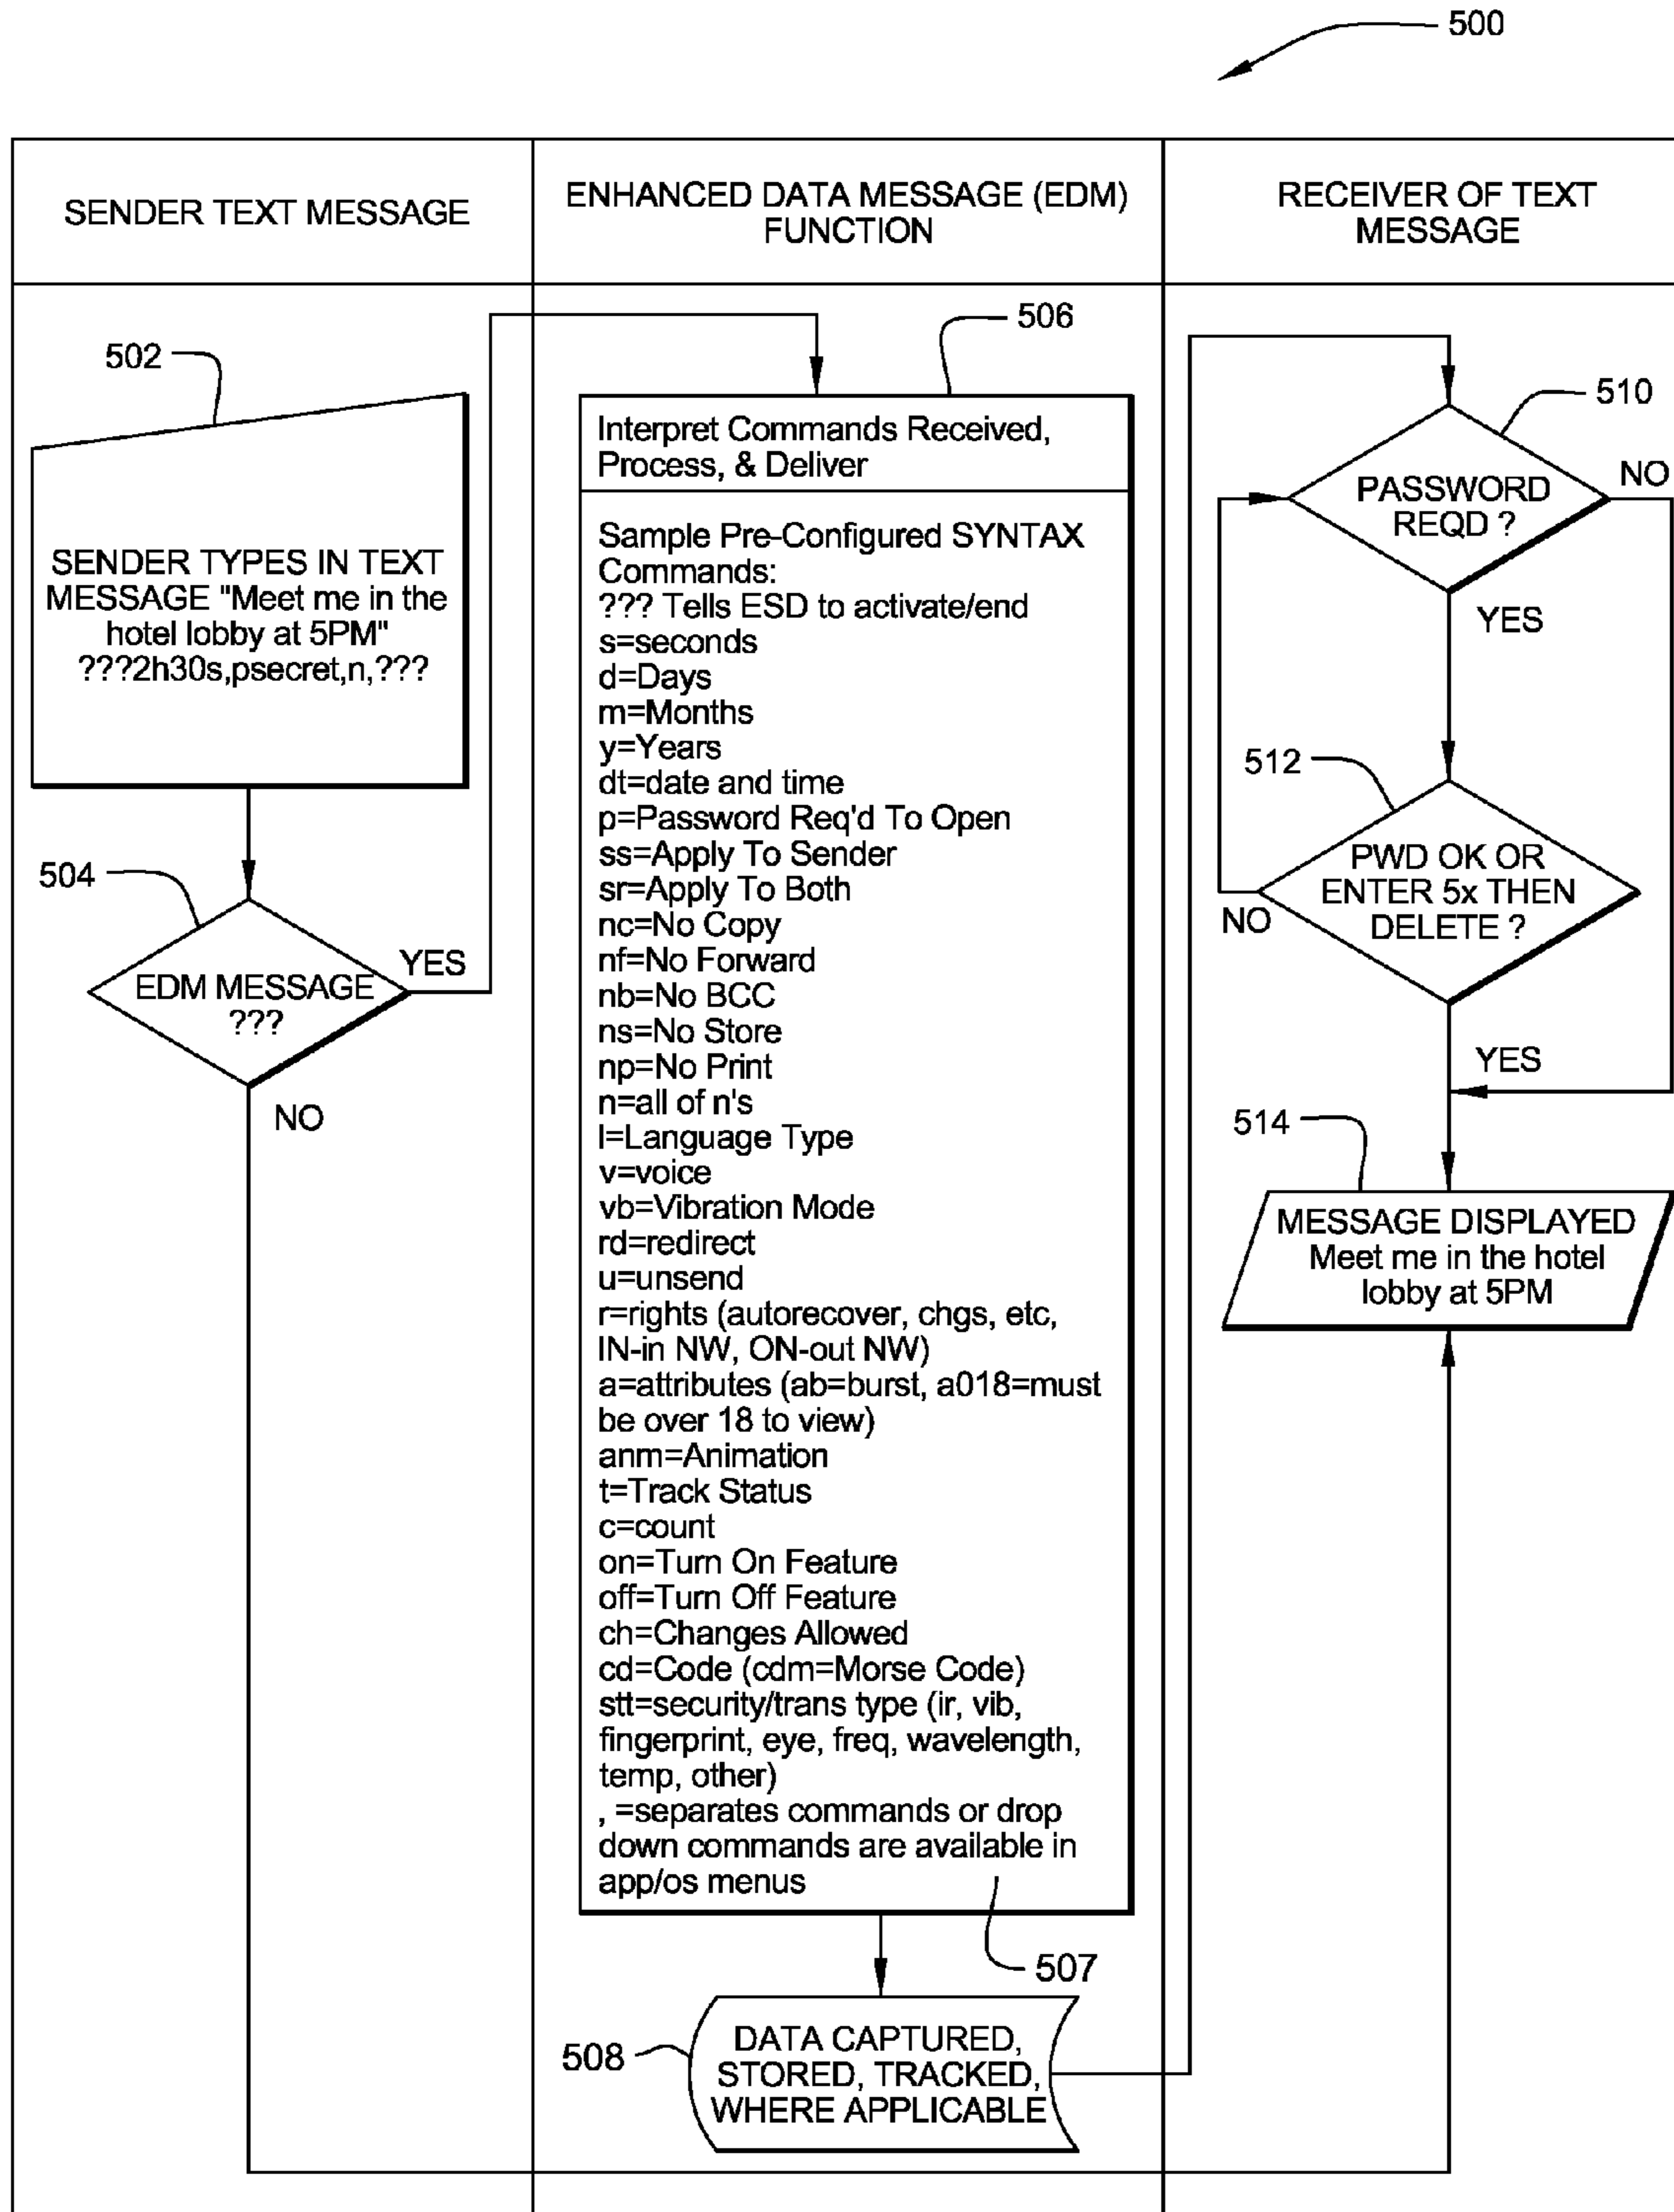 500
SENDER TEXT MESSAGE
ENHANCED DATA MESSAGE (EDM)
FUNCTION
RECEIVER OF TEXT
MESSAGE
502
SENDER TYPES IN TEXT
MESSAGE "Meet me in the
hotel lobby at 5PM"
???2h30s,psecret,n,???
504
EDM MESSAGE
???
YES
NO
506
Interpret Commands Received,
Process, & Deliver
Sample Pre-Configured SYNTAX
Commands:
??? Tells ESD to activate/end
s=seconds
d=Days
m=Months
y=Years
dt=date and time
p=Password Req'd To Open
ss=Apply To Sender
sr=Apply To Both
nc=No Copy
nf=No Forward
nb=No BCC
ns=No Store
np=No Print
n=all of n's
l=Language Type
v=voice
vb=Vibration Mode
rd=redirect
u=unsend
r=rights (autorecover, chgs, etc,
IN-in NW, ON-out NW)
a=attributes (ab=burst, a018=must
be over 18 to view)
anm=Animation
t=Track Status
c=count
on=Turn On Feature
off=Turn Off Feature
ch=Changes Allowed
cd=Code (cdm=Morse Code)
stt=security/trans type (ir, vib,
fingerprint, eye, freq, wavelength,
temp, other)
, =separates commands or drop
down commands are available in
app/os menus
507
508
DATA CAPTURED,
STORED, TRACKED,
WHERE APPLICABLE
510
PASSWORD
REQD ?
NO
YES
512
PWD OK OR
ENTER 5x THEN
DELETE ?
NO
YES
514
MESSAGE DISPLAYED
Meet me in the hotel
lobby at 5PM